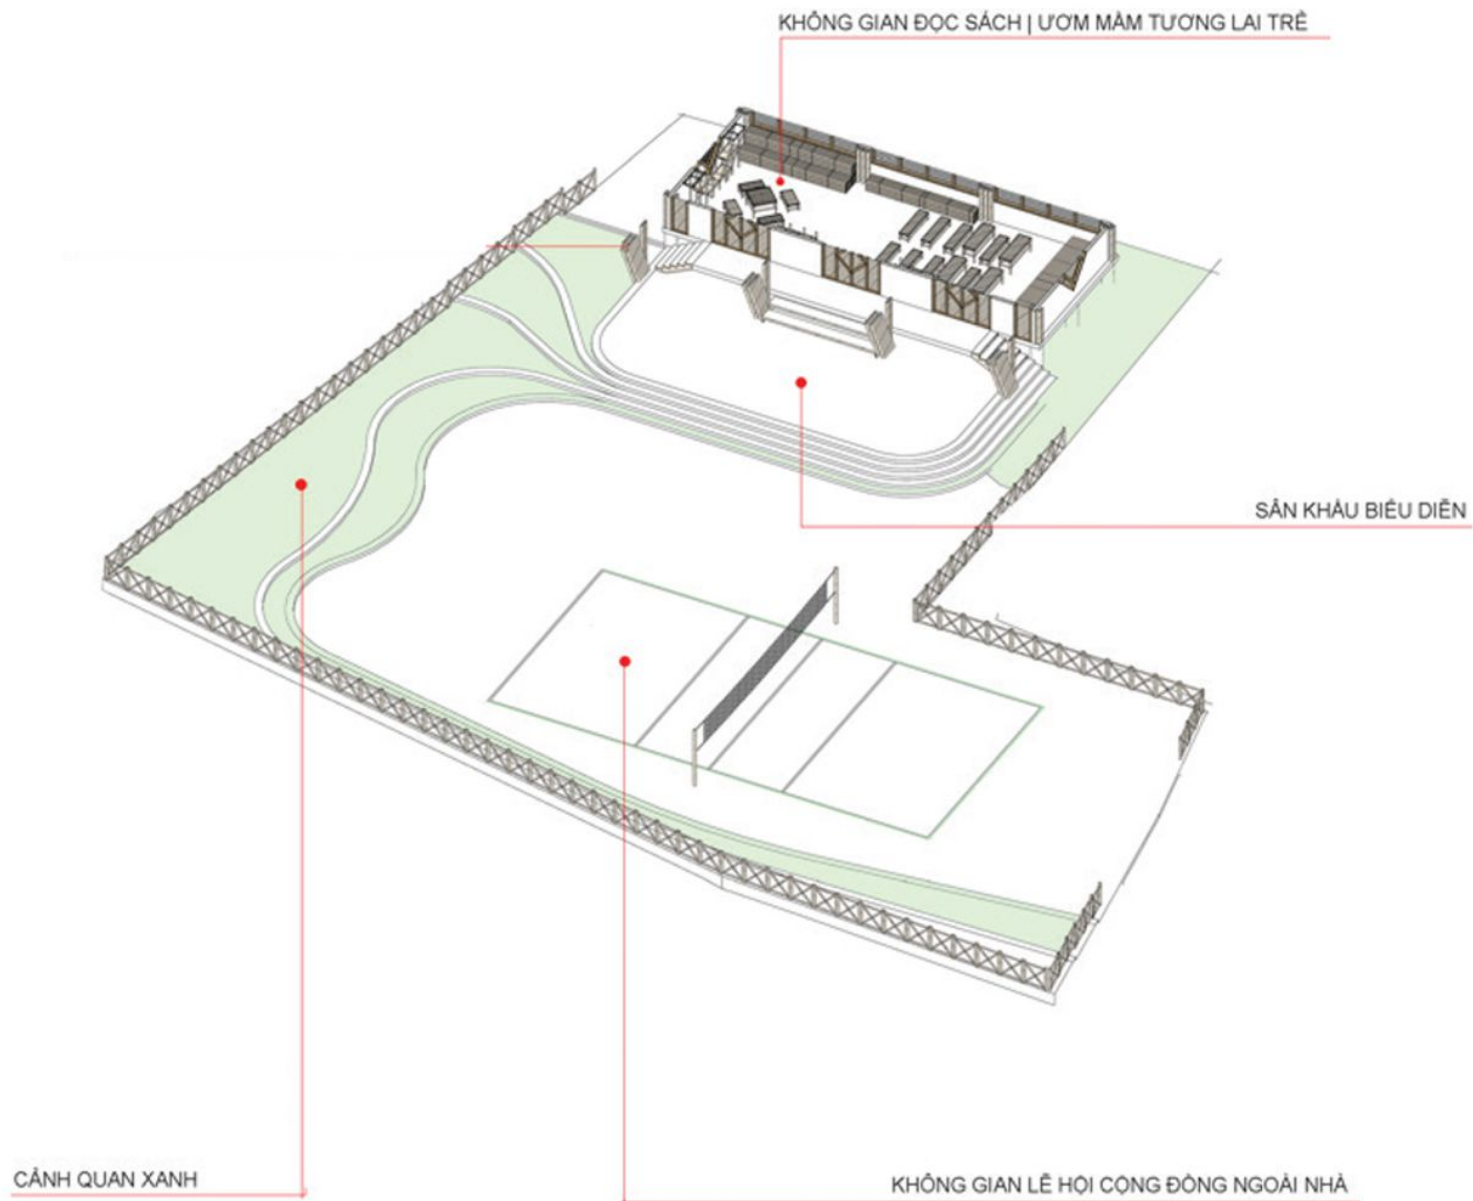 KHÔNG GIAN ĐỌC SÁCH | ƯƠM MẦM TƯƠNG LAI TRẺ
SÂN KHẤU BIỂU DIỄN
CẢNH QUAN XANH
KHÔNG GIAN LỄ HỘI CỘNG ĐỒNG NGOÀI NHÀ